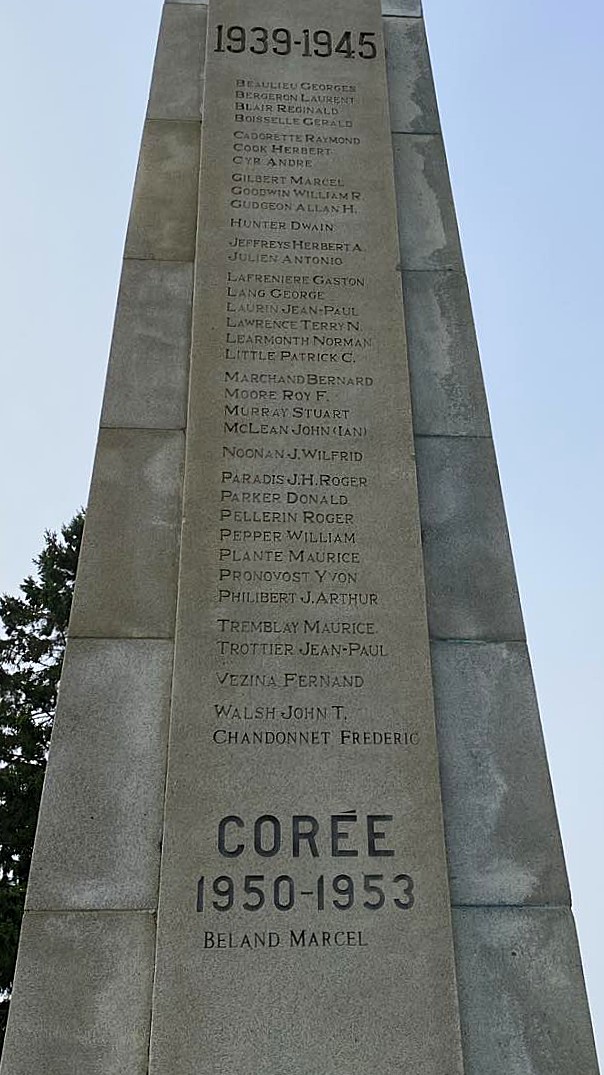 1939-1945
BEAULIEU GEORGES
BERGERON LAURENT
BLAIR REGINALD
BOISSELLE GERALD
CADORETTE RAYMOND
COOK HERBERT
CYR ANDRE
GILBERT MARCEL
GOODWIN WILLIAM R.
GUDGEON ALLAN H.
HUNTER DWAIN
JEFFREYS HERBERT A.
JULIEN ANTONIO
LAFRENIERE GASTON
LANG GEORGE
LAURIN JEAN-PAUL
LAWRENCE TERRY N.
LEARMONTH NORMAN
LITTLE PATRICK C.
MARCHAND BERNARD
MOORE ROY F.
MURRAY STUART
MCLEAN JOHN (IAN)
NOONAN J. WILFRID
PARADIS J.H. ROGER
PARKER DONALD
PELLERIN ROGER
PEPPER WILLIAM
PLANTE MAURICE
PRONOVOST YVON
PHILIBERT J. ARTHUR
TREMBLAY MAURICE
TROTTIER JEAN-PAUL
VEZINA FERNAND
WALSH JOHN T.
CHANDONNET FREDERIC
CORÉE
1950-1953
BELAND MARCEL